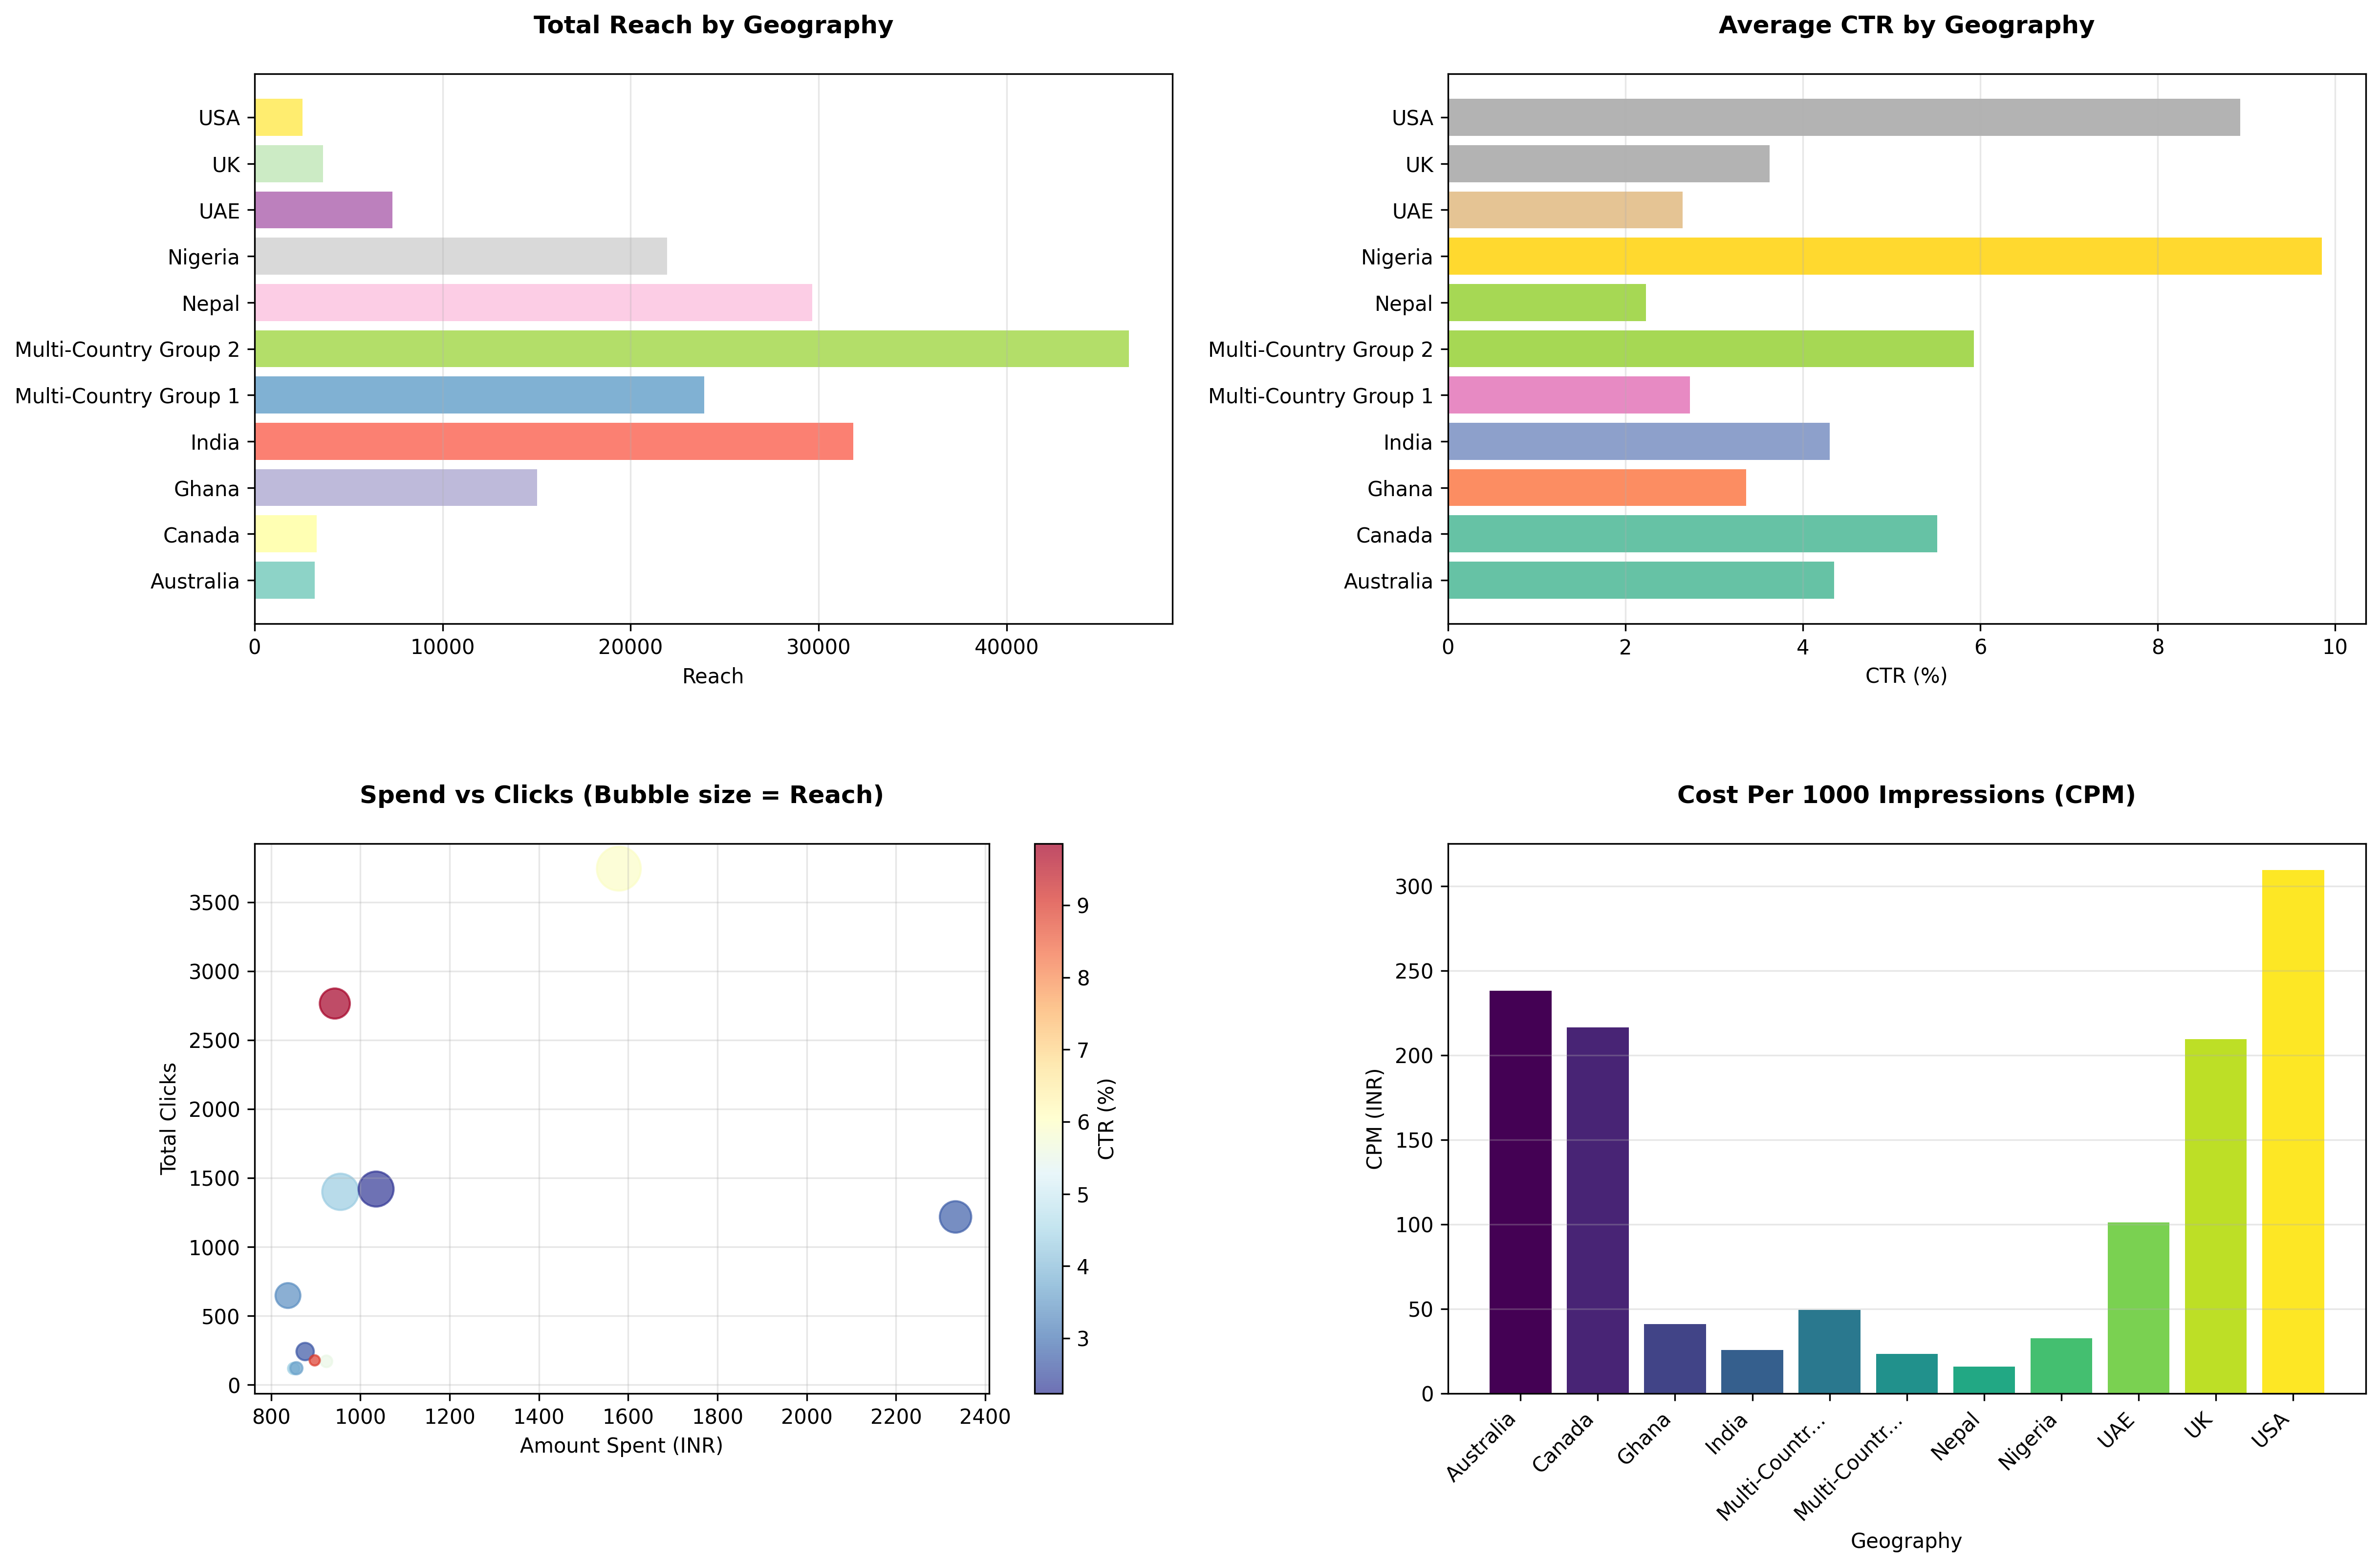 Total Reach by Geography
USA
UK
UAE
Nigeria
Nepal
Multi-Country Group 2
Multi-Country Group 1
India
Ghana
Canada
Australia
0 10000 20000 30000 40000
Reach
Average CTR by Geography
USA
UK
UAE
Nigeria
Nepal
Multi-Country Group 2
Multi-Country Group 1
India
Ghana
Canada
Australia
0 2 4 6 8 10
CTR (%)
Spend vs Clicks (Bubble size = Reach)
Total Clicks
3500
3000
2500
2000
1500
1000
500
0
800 1000 1200 1400 1600 1800 2000 2200 2400
Amount Spent (INR)
9
8
7
6
5
4
3
CTR (%)
Cost Per 1000 Impressions (CPM)
CPM (INR)
300
250
200
150
100
50
0
Australia
Canada
Ghana
India
Multi-Countr...
Multi-Countr...
Nepal
Nigeria
UAE
UK
USA
Geography